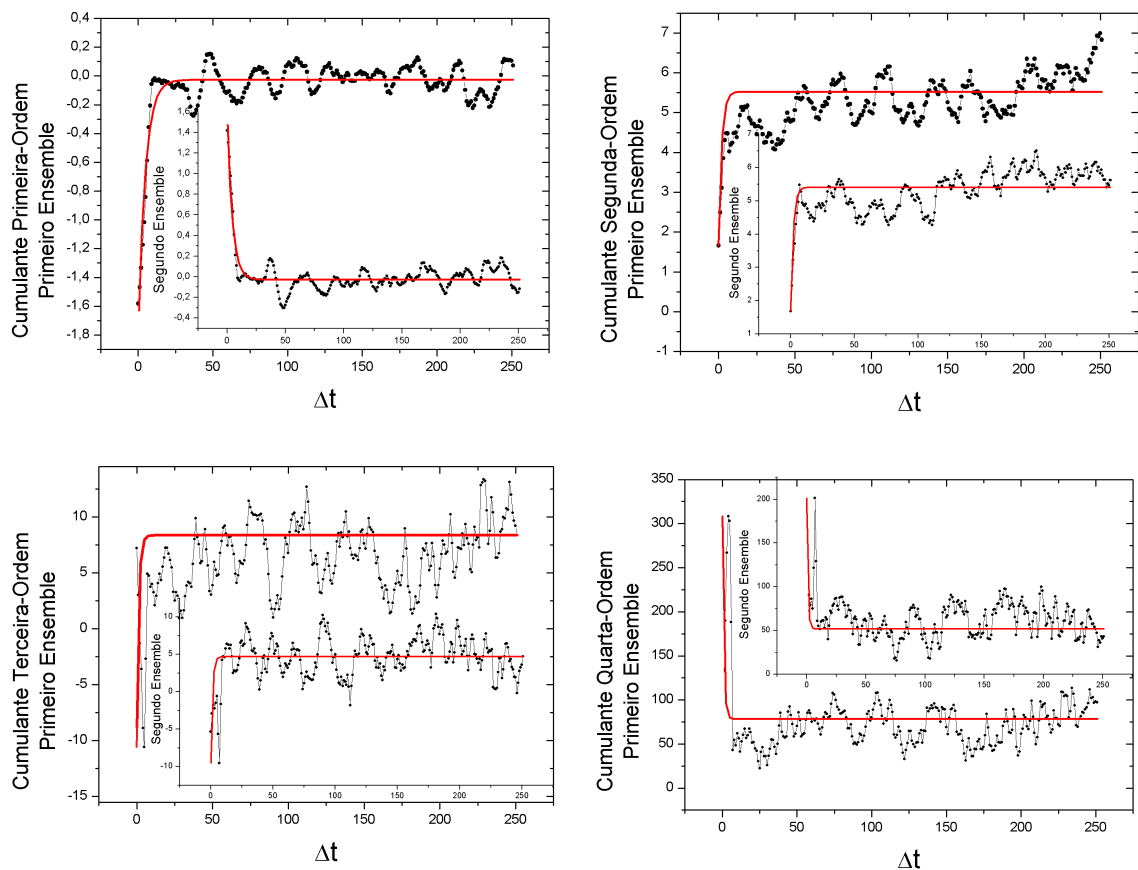 Cumulante Primeira-Ordem
Primeiro Ensemble
0,4
0,2
0,0
-0,2
-0,4
-0,6
-0,8
-1,0
-1,2
-1,4
-1,6
-1,8
0 50 100 150 200 250
Δt
Segundo Ensemble
1,6
1,4
1,2
1,0
0,8
0,6
0,4
0,2
0,0
-0,2
-0,4
0 50 100 150 200 250
Cumulante Segunda-Ordem
Primeiro Ensemble
7
6
5
4
3
2
1
0
-1
0 50 100 150 200 250
Δt
Segundo Ensemble
7
6
5
4
3
2
1
0 50 100 150 200 250
Cumulante Terceira-Ordem
Primeiro Ensemble
10
5
0
-5
-10
-15
0 50 100 150 200 250
Δt
Segundo Ensemble
10
5
0
-5
-10
0 50 100 150 200 250
Cumulante Quarta-Ordem
Primeiro Ensemble
350
300
250
200
150
100
50
0
0 50 100 150 200 250
Δt
Segundo Ensemble
200
150
100
50
0
0 50 100 150 200 250